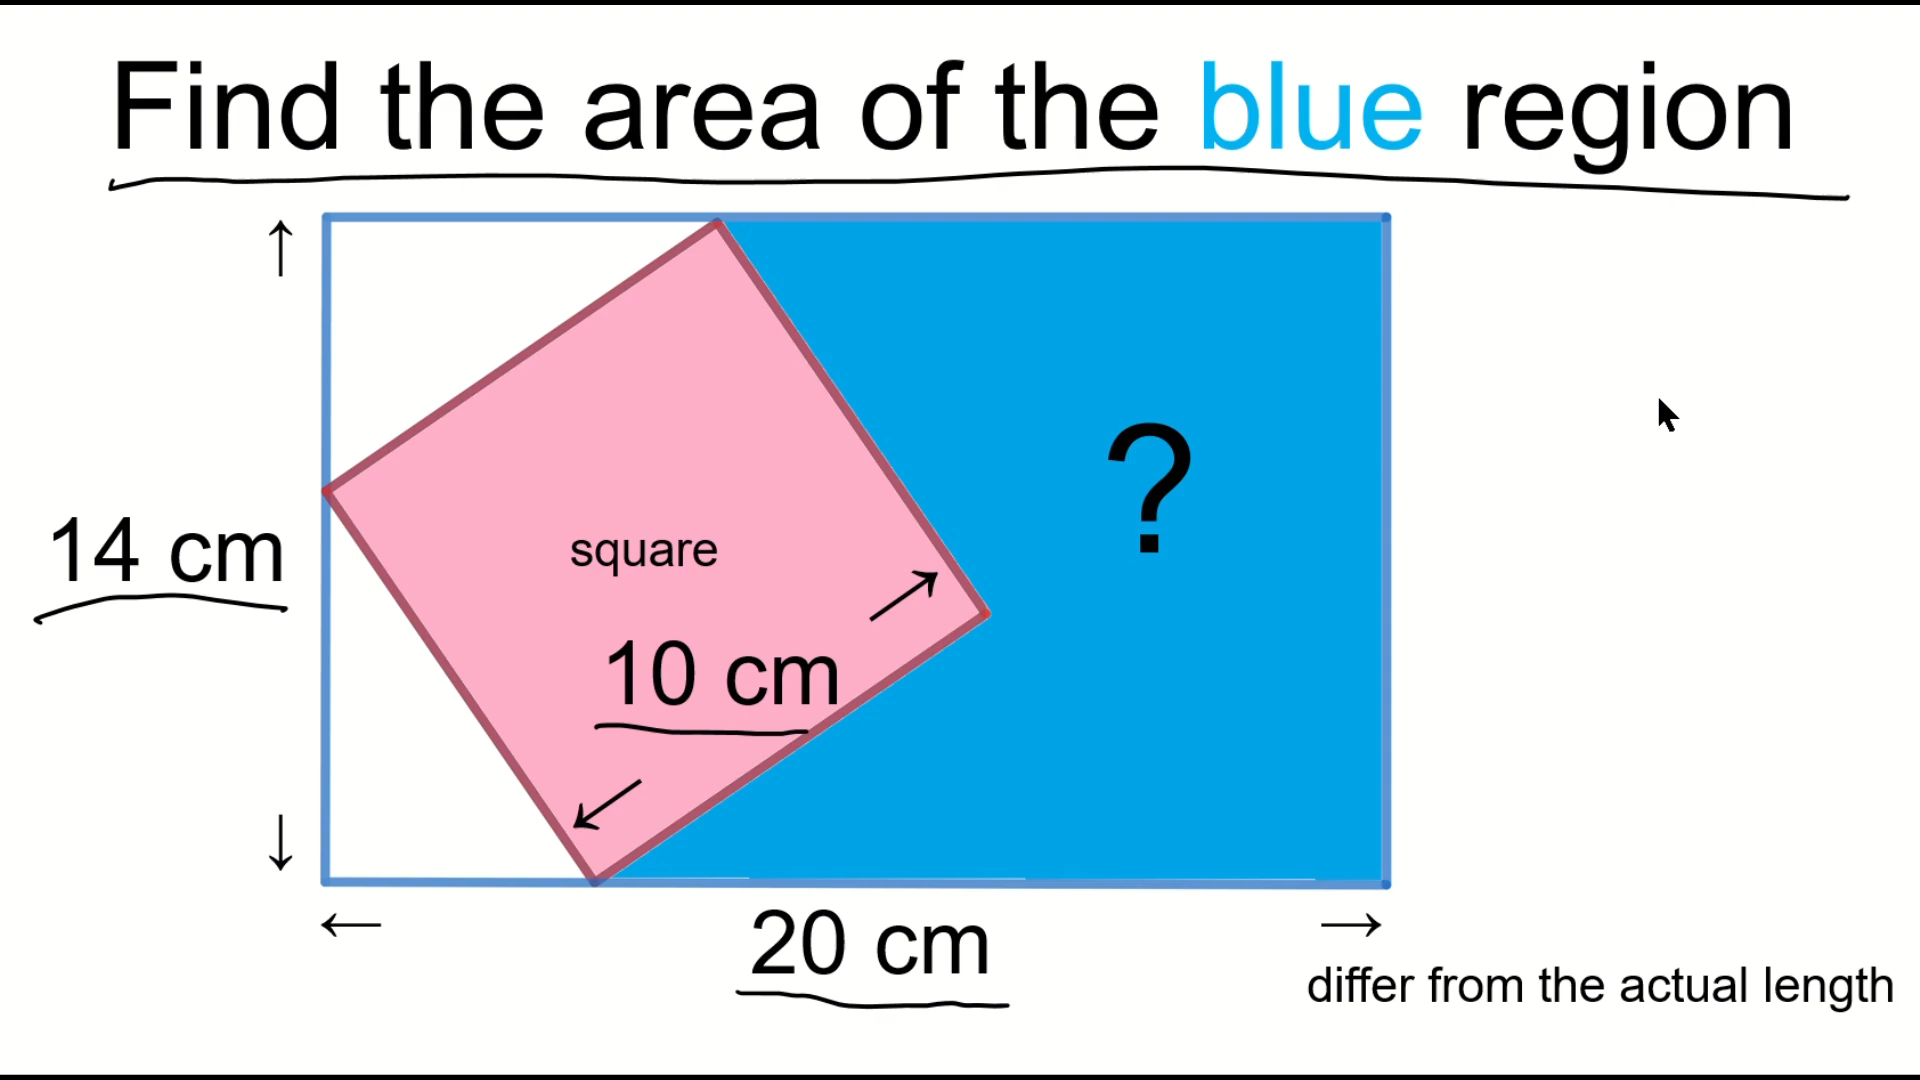 Find the area of the blue region
?
square
14 cm
10 cm
20 cm
differ from the actual length